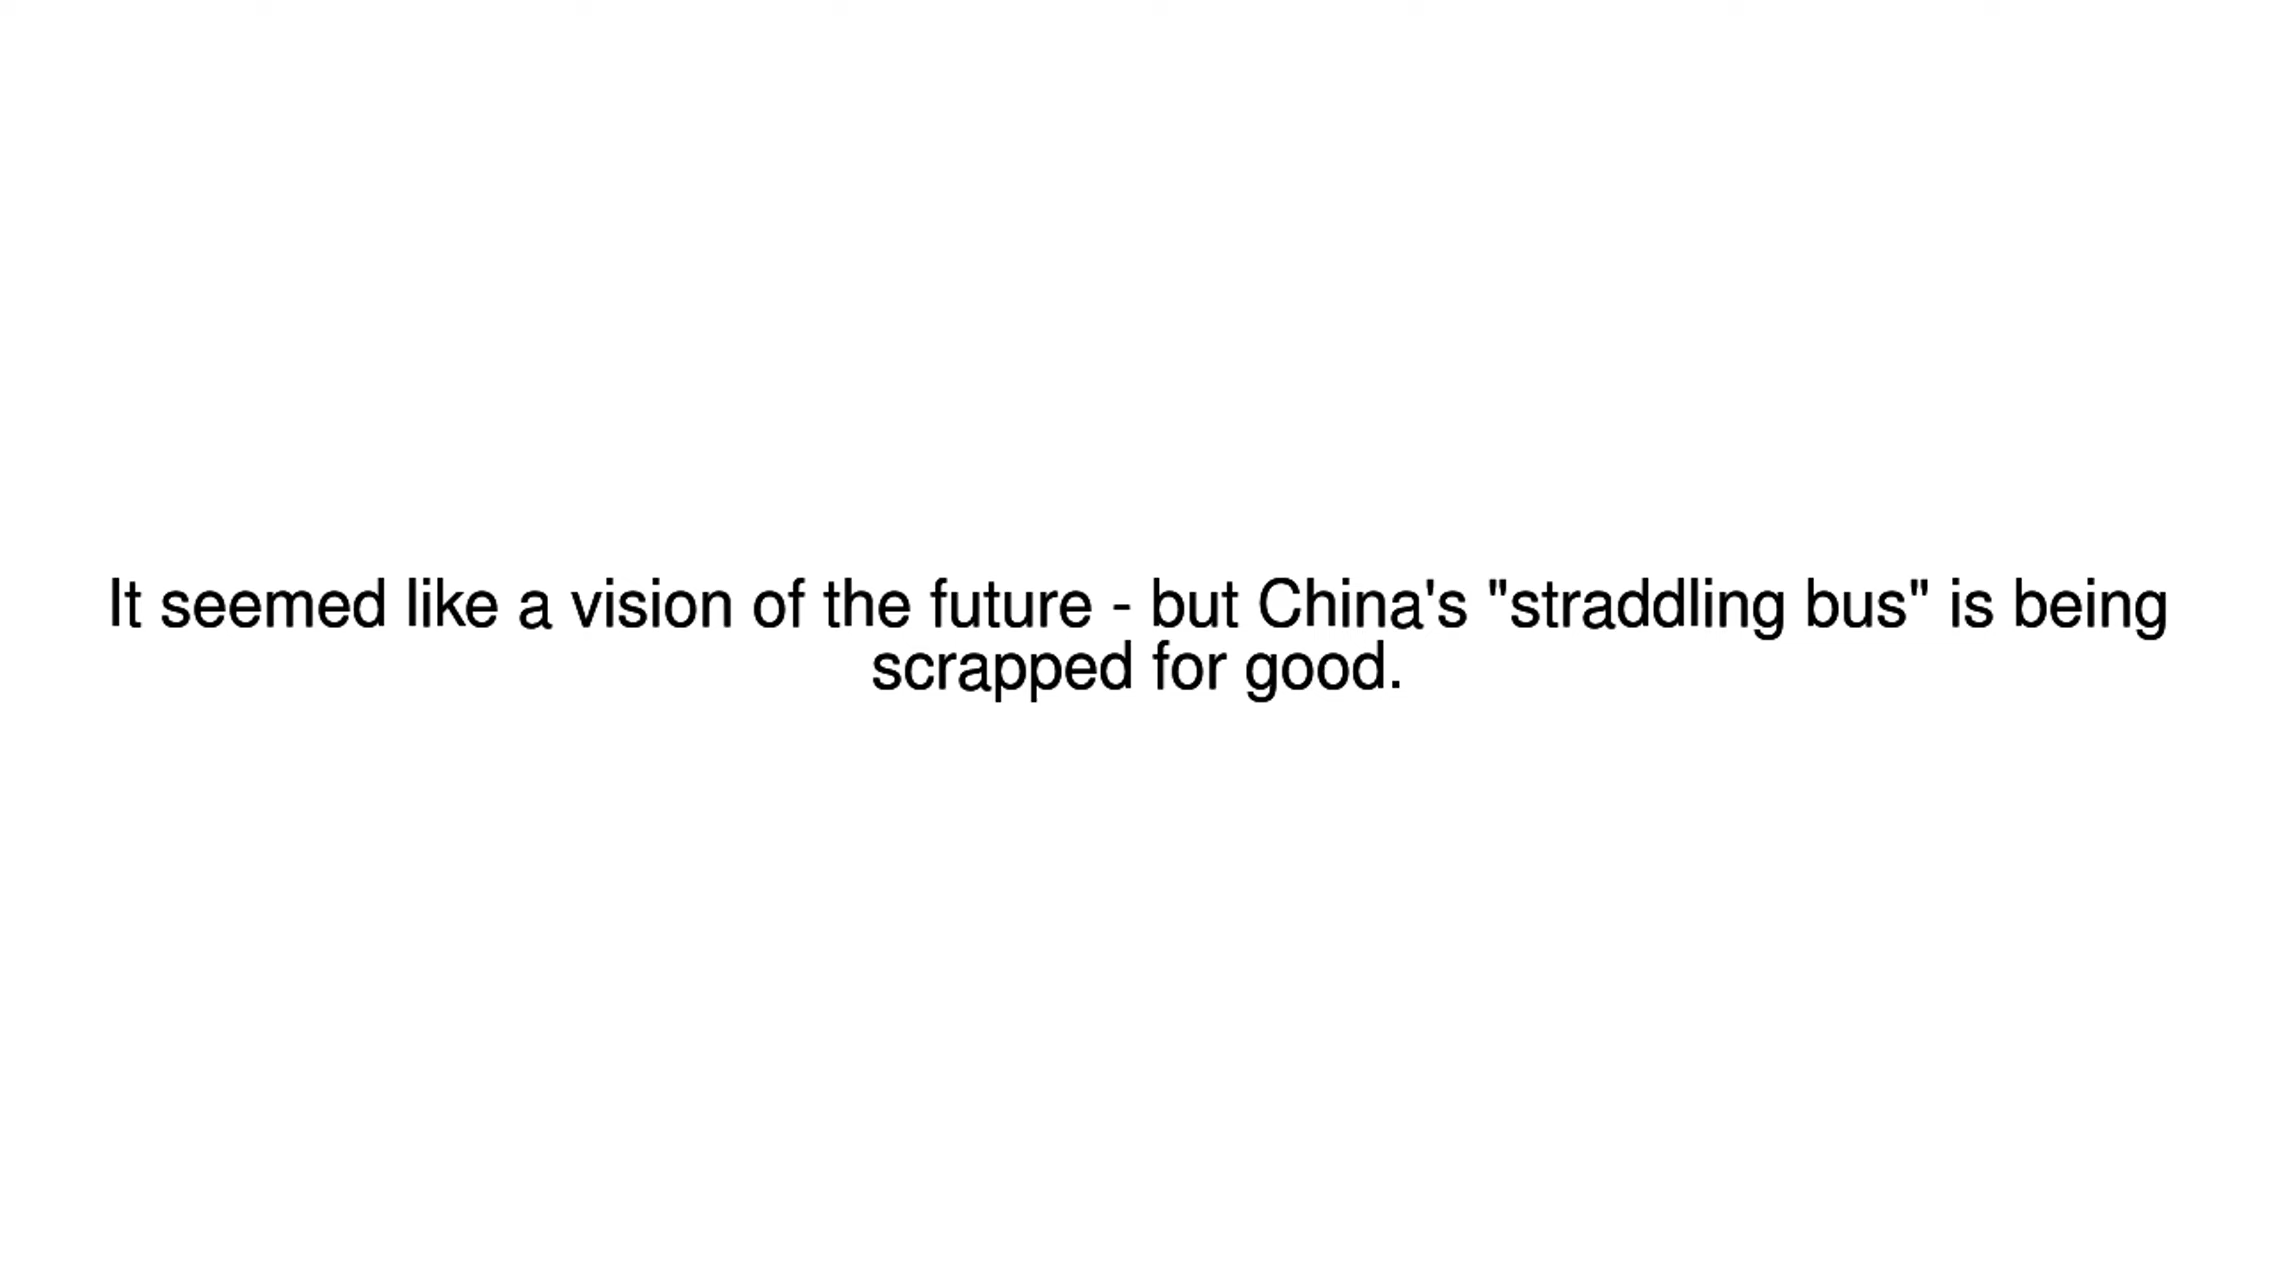 It seemed like a vision of the future - but China's "straddling bus" is being
scrapped for good.